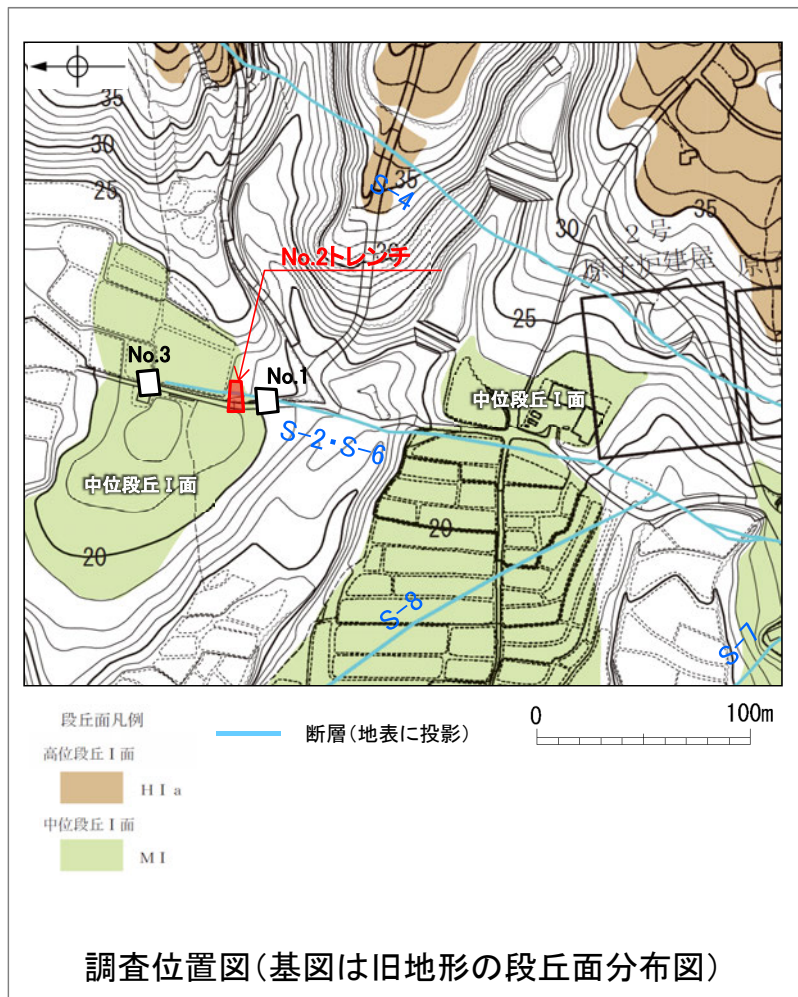 35
30
25
S-4
35
30
35
2号
原子炉建屋
原子
No.2トレンチ
25
No.3
No.1
中位段丘Ⅰ面
S-2・S-6
中位段丘Ⅰ面
20
20
S-8
S-7
段丘面凡例
高位段丘Ⅰ面
HⅠa
中位段丘Ⅰ面
MⅠ
断層(地表に投影)
0 100m
調査位置図(基図は旧地形の段丘面分布図)